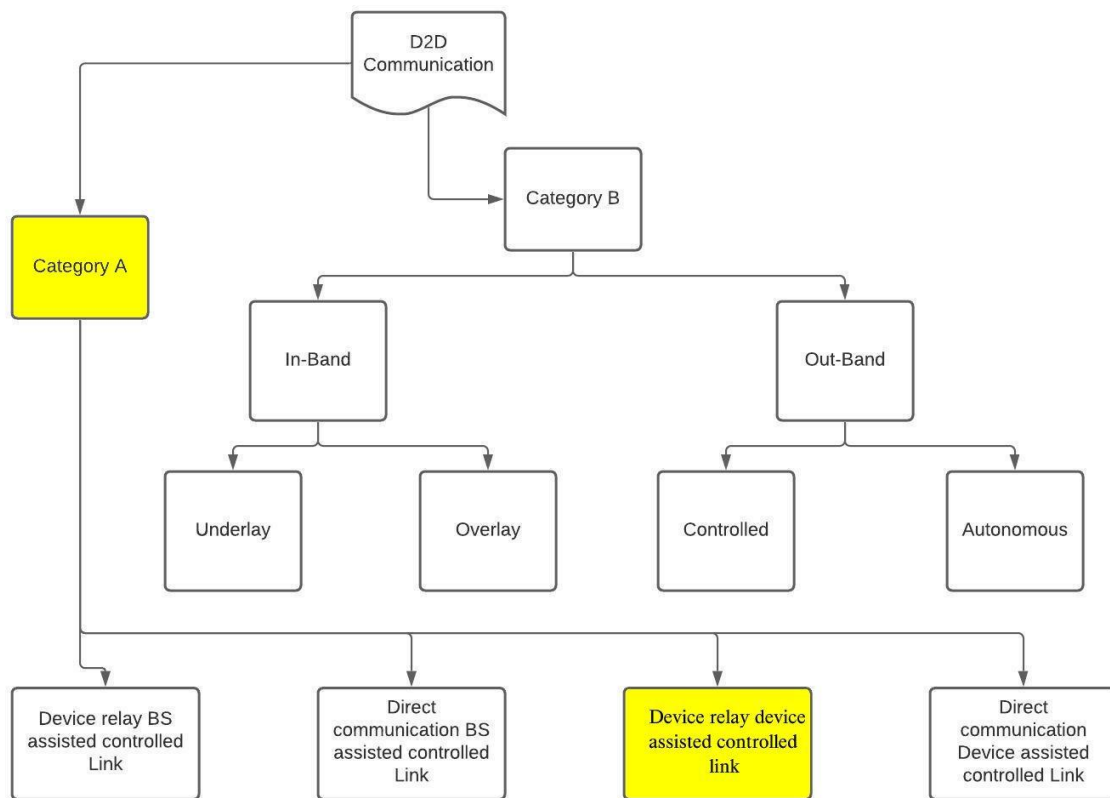 D2D
Communication
Category B
Category A
In-Band
Out-Band
Underlay
Overlay
Controlled
Autonomous
Device relay BS
assisted controlled
Link
Direct
communication BS
assisted controlled
Link
Device relay device
assisted controlled
link
Direct
communication
Device assisted
controlled Link